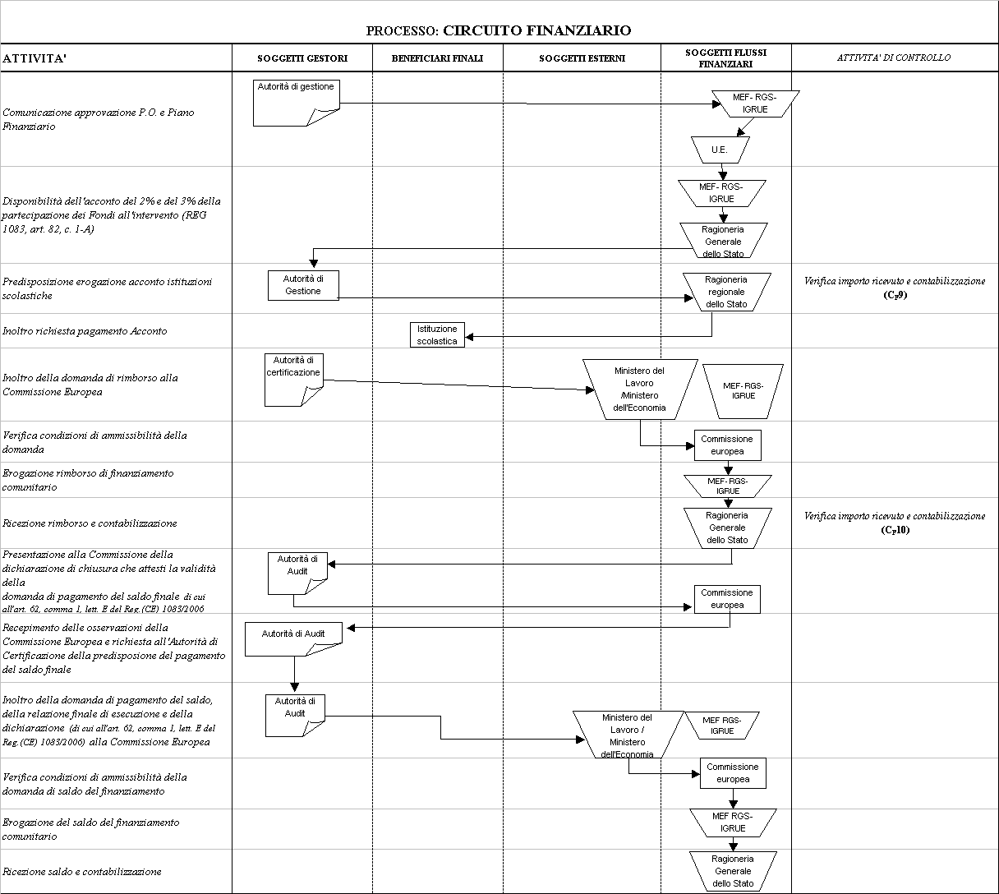 PROCESSO: CIRCUITO FINANZIARIO
ATTIVITA'
SOGGETTI GESTORI
BENEFICIARI FINALI
SOGGETTI ESTERNI
SOGGETTI FLUSSI
FINANZIARI
ATTIVITA' DI CONTROLLO
Comunicazione approvazione P.O. e Piano
Finanziario
Autorità di gestione
MEF- RGS-
IGRUE
U.E.
Disponibilità dell'acconto del 2% e del 3% della
partecipazione dei Fondi all'intervento (REG
1083, art. 82, c. 1-A)
MEF- RGS-
IGRUE
Ragioneria
Generale
dello Stato
Predisposizione erogazione acconto istituzioni
scolastiche
Autorità di
Gestione
Ragioneria
regionale
dello Stato
Verifica importo ricevuto e contabilizzazione
(CP9)
Inoltro richiesta pagamento Acconto
Istituzione
scolastica
Inoltro della domanda di rimborso alla
Commissione Europea
Autorità di
certificazione
Ministero del
Lavoro
/Ministero
dell'Economia
MEF- RGS-
IGRUE
Verifica condizioni di ammissibilità della
domanda
Commissione
europea
Erogazione rimborso di finanziamento
comunitario
MEF- RGS-
IGRUE
Ricezione rimborso e contabilizzazione
Ragioneria
Generale
dello Stato
Verifica importo ricevuto e contabilizzazione
(CP10)
Presentazione alla Commissione della
dichiarazione di chiusura che attesti la validità
della
domanda di pagamento del saldo finale di cui
all'art. 62, comma 1, lett. E del Reg.(CE) 1083/2006
Autorità di
Audit
Commissione
europea
Recepimento delle osservazioni della
Commissione Europea e richiesta all'Autorità di
Certificazione della predisposione del pagamento
del saldo finale
Autorità di Audit
Inoltro della domanda di pagamento del saldo,
della relazione finale di esecuzione e della
dichiarazione (di cui all'art. 62, comma 1, lett. E del
Reg.(CE) 1083/2006) alla Commissione Europea
Autorità di
Audit
Ministero del
Lavoro /
Ministero
dell'Economia
MEF RGS-
IGRUE
Verifica condizioni di ammissibilità della
domanda di saldo del finanziamento
Commissione
europea
Erogazione del saldo del finanziamento
comunitario
MEF RGS-
IGRUE
Ricezione saldo e contabilizzazione
Ragioneria
Generale
dello Stato